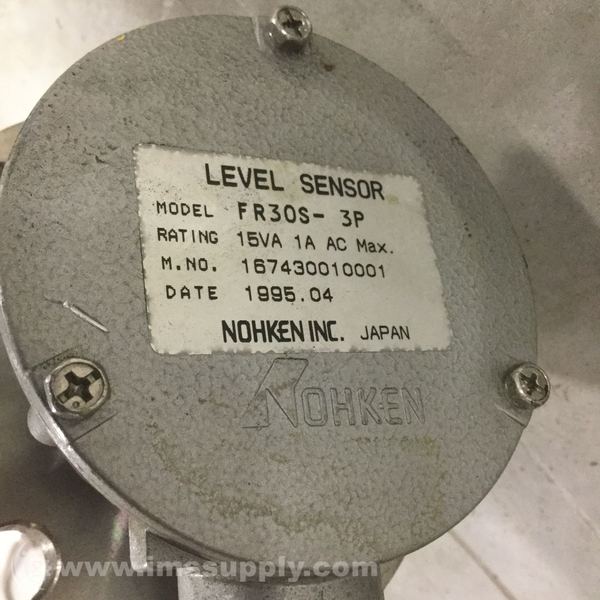 LEVEL SENSOR
MODEL FR30S- 3P
RATING 15VA 1A AC Max.
M.NO. 167430010001
DATE 1995.04
NOHKEN INC. JAPAN
NOHKEN
www.imssupply.com